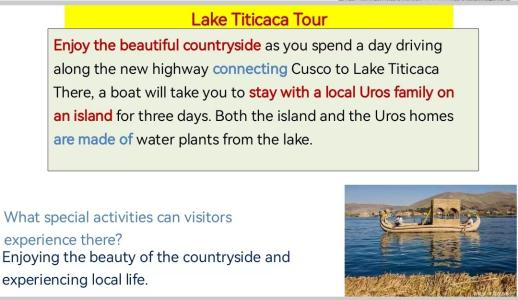 Lake Titicaca Tour
Enjoy the beautiful countryside as you spend a day driving
along the new highway connecting Cusco to Lake Titicaca
There, a boat will take you to stay with a local Uros family on
an island for three days. Both the island and the Uros homes
are made of water plants from the lake.
What special activities can visitors
experience there?
Enjoying the beauty of the countryside and
experiencing local life.